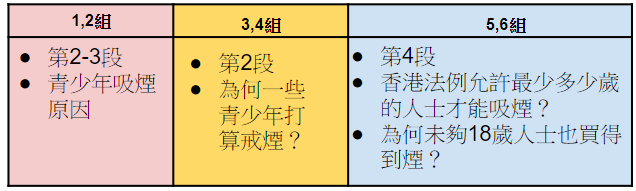 1,2組
3,4組
5,6組
● 第2-3段
● 青少年吸煙
原因
● 第2段
● 為何一些
青少年打
算戒煙？
● 第4段
● 香港法例允許最少多少歲
的人士才能吸煙？
● 為何未夠18歲人士也買得
到煙？